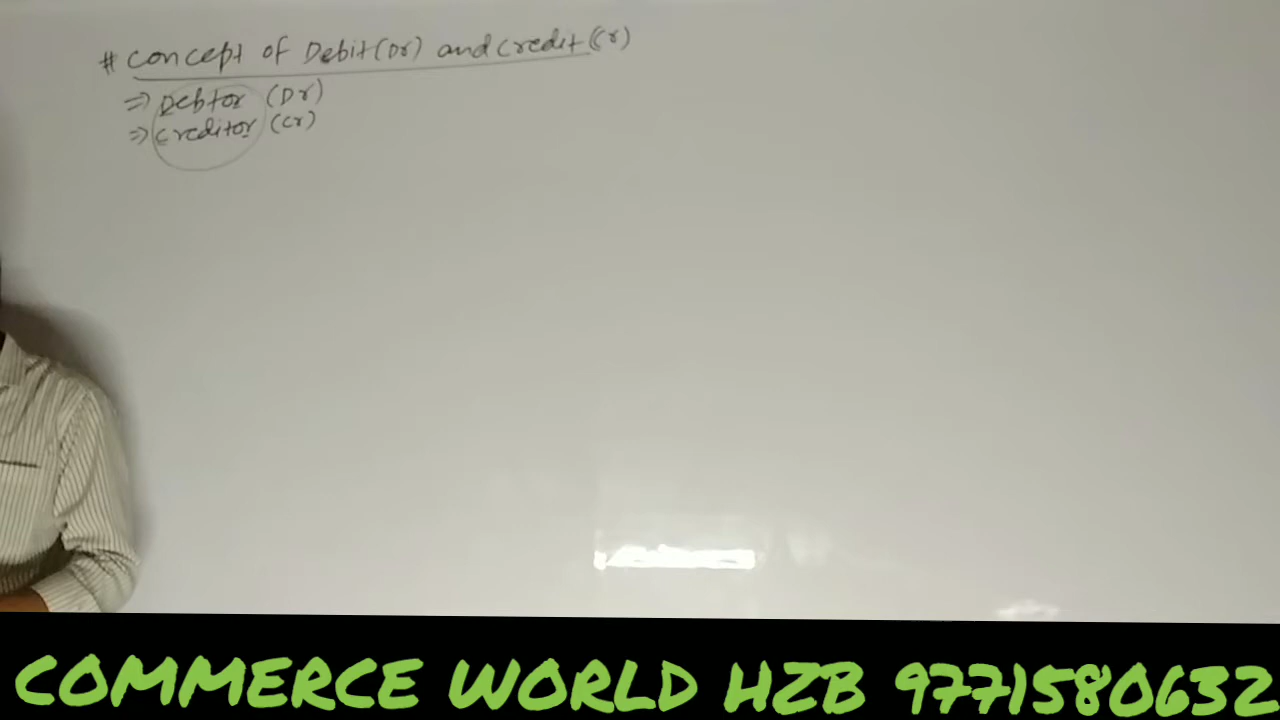 # Concept of Debit (Dr) and Credit (Cr)
⇒ Debtor (Dr)
⇒ Creditor (Cr)
COMMERCE WORLD HZB 9771580632